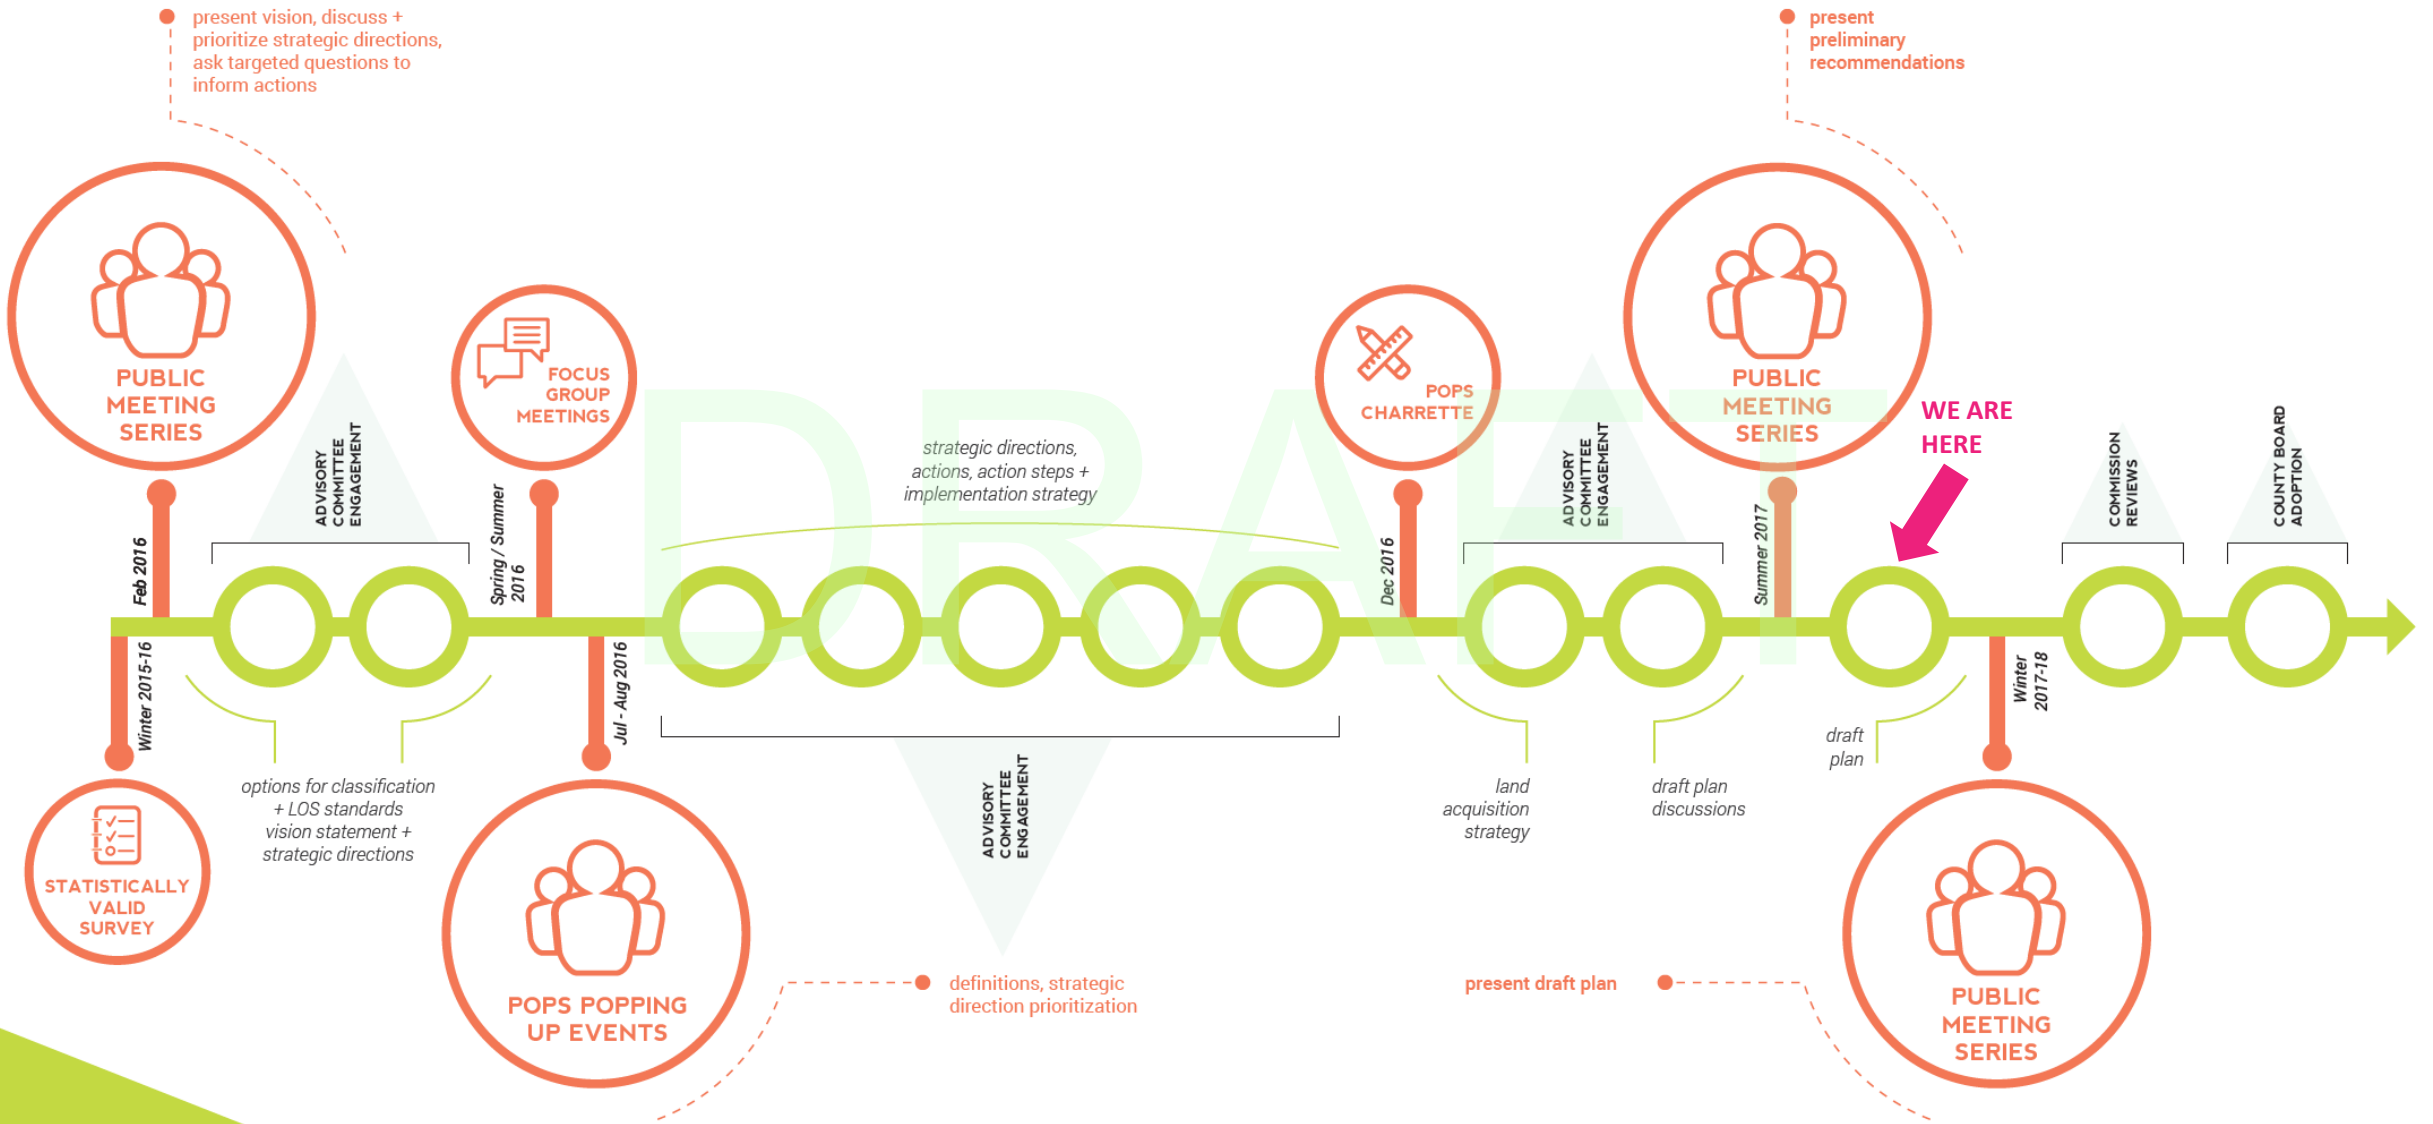 present vision, discuss +
prioritize strategic directions,
ask targeted questions to
inform actions
present
preliminary
recommendations
PUBLIC
MEETING
SERIES
ADVISORY
COMMITTEE
ENGAGEMENT
FOCUS
GROUP
MEETINGS
strategic directions,
actions, action steps +
implementation strategy
POPS
CHARRETTE
ADVISORY
COMMITTEE
ENGAGEMENT
PUBLIC
MEETING
SERIES
WE ARE
HERE
COMMISSION
REVIEWS
COUNTY BOARD
ADOPTION
DRAFT
Feb 2016
Spring / Summer
2016
Dec 2016
Summer 2017
Winter 2015-16
Jul - Aug 2016
Winter
2017-18
options for classification
+ LOS standards
vision statement +
strategic directions
ADVISORY
COMMITTEE
ENGAGEMENT
land
acquisition
strategy
draft plan
discussions
draft
plan
STATISTICALLY
VALID
SURVEY
POPS POPPING
UP EVENTS
definitions, strategic
direction prioritization
present draft plan
PUBLIC
MEETING
SERIES